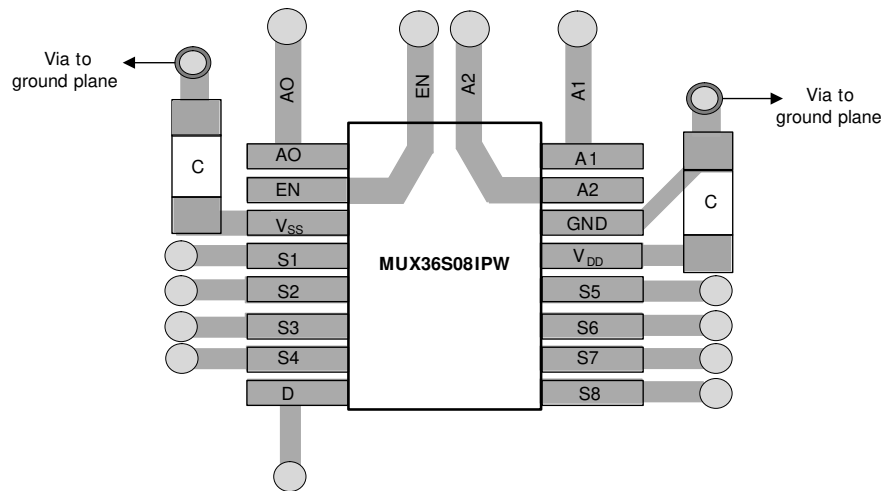 Via to
ground plane
AO
EN
A2
A1
Via to
ground plane
C
C
AO
EN
VSS
S1
S2
S3
S4
D
MUX36S08IPW
A1
A2
GND
VDD
S5
S6
S7
S8